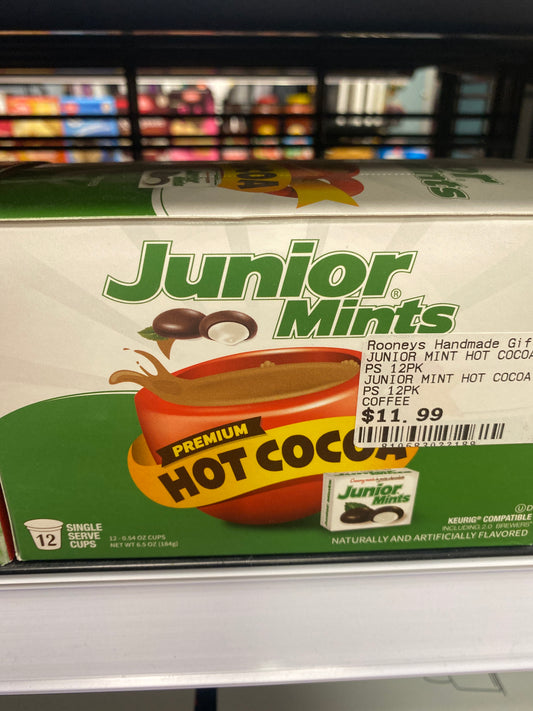 COCOA
Mints
Junior®
Mints
Rooneys Handmade Gif
JUNIOR MINT HOT COCOA
PS 12PK
JUNIOR MINT HOT COCOA
PS 12PK
COFFEE
$11.99
PREMIUM
HOT COCOA
Junior
Mints
12
SINGLE
SERVE
CUPS
12 - 0.54 OZ CUPS
NET WT 6.5 OZ (184g)
KEURIG® COMPATIBLE
INCLUDING 2.0 BREWERS
NATURALLY AND ARTIFICIALLY FLAVORED